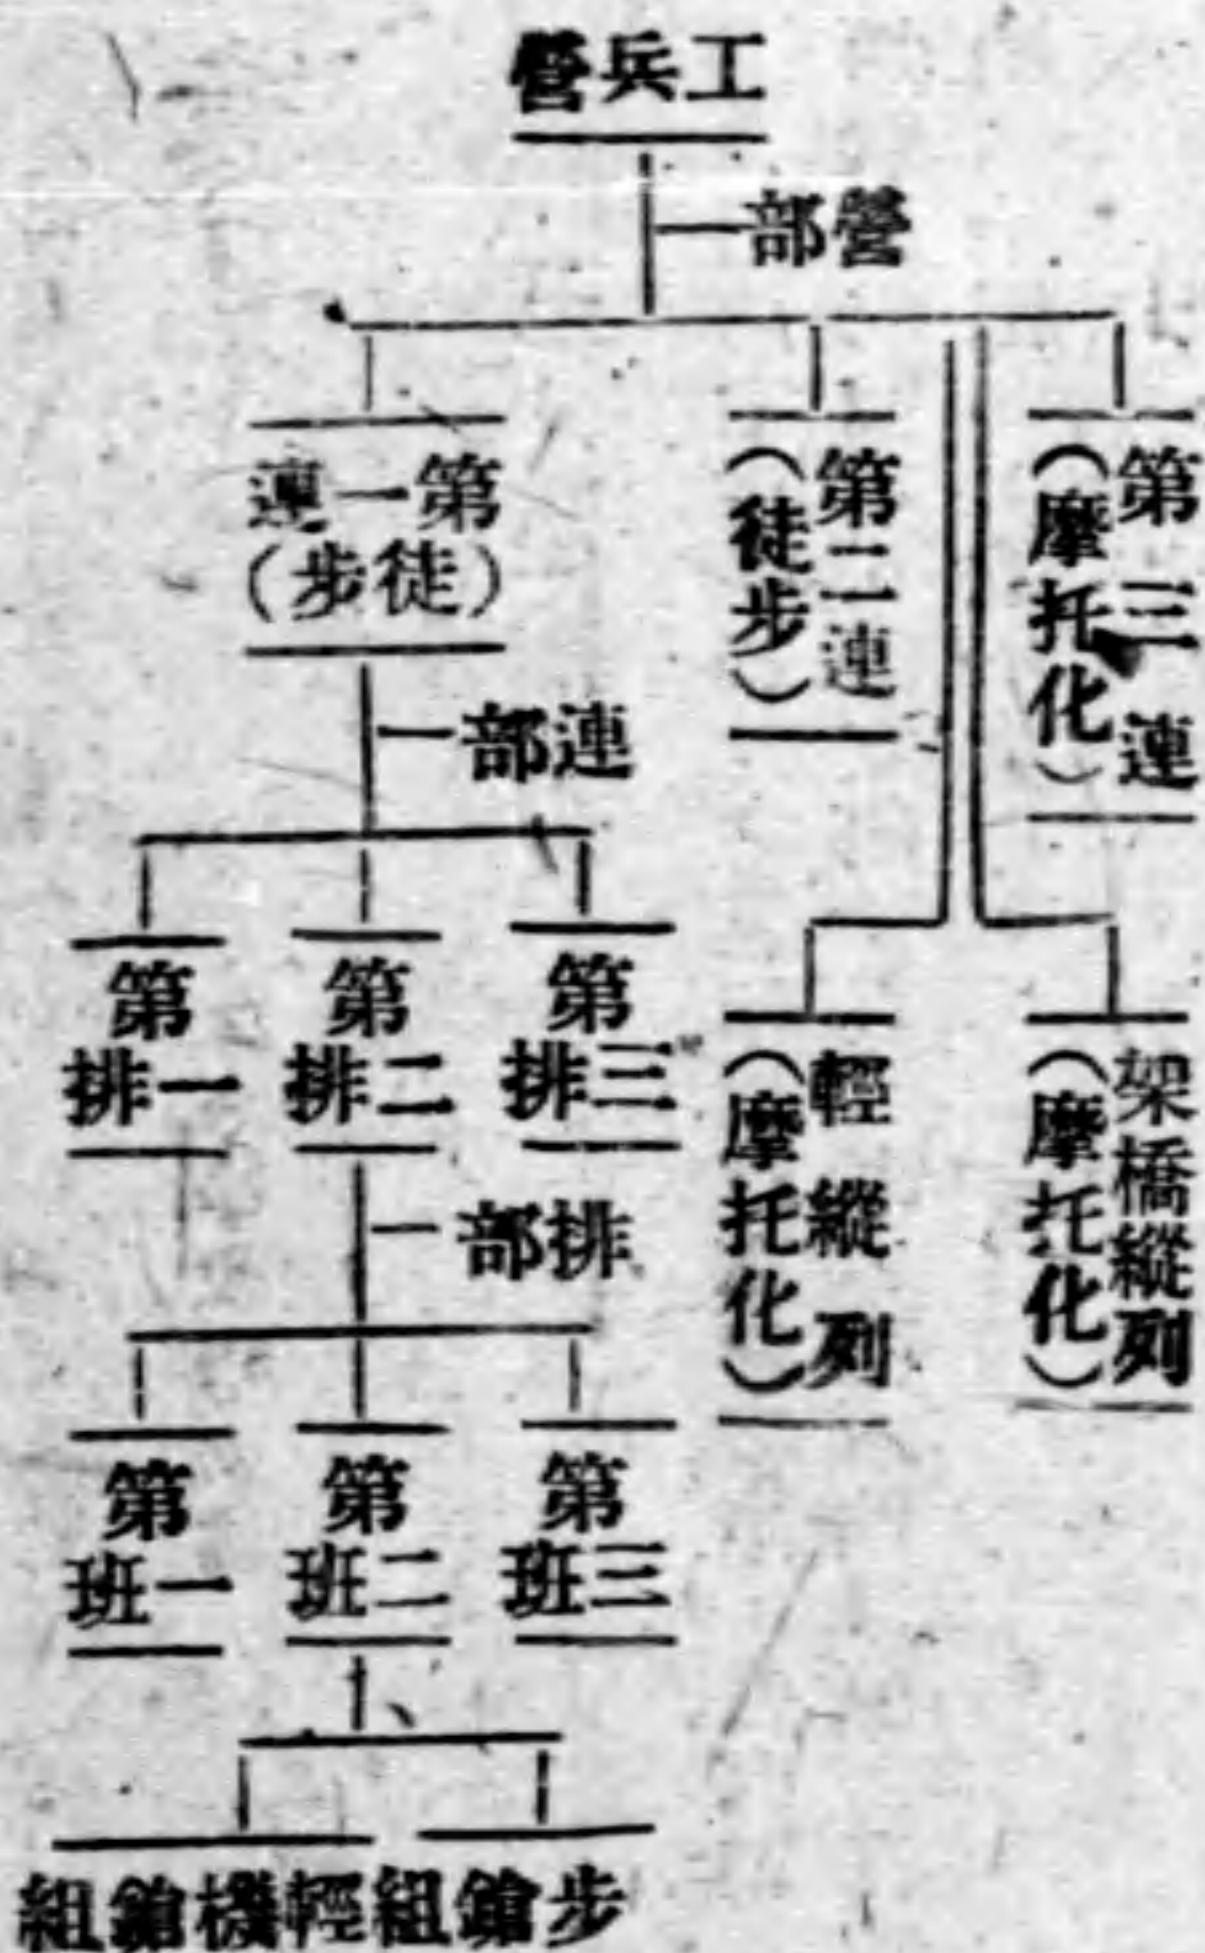 工兵營
營部
第一連
(徒步)
第二連
(徒步)
第三連
(摩托化)
連部
第一排
第二排
第三排
輕縱列
(摩托化)
架橋縱列
(摩托化)
排部
第一班
第二班
第三班
步鎗組
輕機鎗組